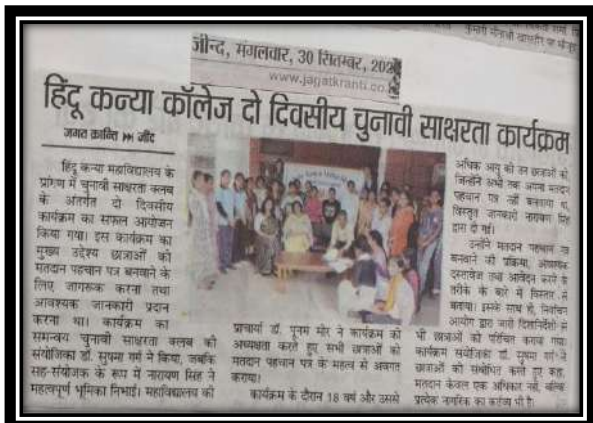 जीन्द, मंगलवार, 30 सितम्बर, 202
www.jagatkranti.co.
हिंदू कन्या कॉलेज दो दिवसीय चुनावी साक्षरता कार्यक्रम
जगत क्रान्ति ▸▸ जींद
हिंदू कन्या महाविद्यालय के
प्रांगण में चुनावी साक्षरता क्लब
के अंतर्गत दो दिवसीय
कार्यक्रम का सफल आयोजन
किया गया। इस कार्यक्रम का
मुख्य उद्देश्य छात्राओं को
मतदान पहचान पत्र बनवाने के
लिए जागरूक करना तथा
आवश्यक जानकारी प्रदान
करना था। कार्यक्रम का
समन्वय चुनावी साक्षरता क्लब की
संयोजिका डॉ. सुषमा गर्ग ने किया, जबकि
सह-संयोजक के रूप में नारायण सिंह ने
महत्वपूर्ण भूमिका निभाई। महाविद्यालय की
प्राचार्या डॉ. पूनम मोर ने कार्यक्रम की
अध्यक्षता करते हुए सभी छात्राओं को
मतदान पहचान पत्र के महत्व से अवगत
कराया।
कार्यक्रम के दौरान 18 वर्ष और उससे
अधिक आयु की उन छात्राओं को,
जिन्होंने अभी तक अपना मतदान
पहचान पत्र नहीं बनवाया था,
विस्तृत जानकारी नारायण सिंह
द्वारा दी गई।
उन्होंने मतदान पहचान पत्र
बनवाने की प्रक्रिया, आवश्यक
दस्तावेज तथा आवेदन करने के
तरीके के बारे में विस्तार से
बताया। इसके साथ ही, निर्वाचन
आयोग द्वारा जारी दिशानिर्देशों से
भी छात्राओं को परिचित कराया गया।
कार्यक्रम संयोजिका डॉ. सुषमा गर्ग ने
छात्राओं को संबोधित करते हुए कहा,
मतदान केवल एक अधिकार नहीं, बल्कि
प्रत्येक नागरिक का कर्तव्य भी है।